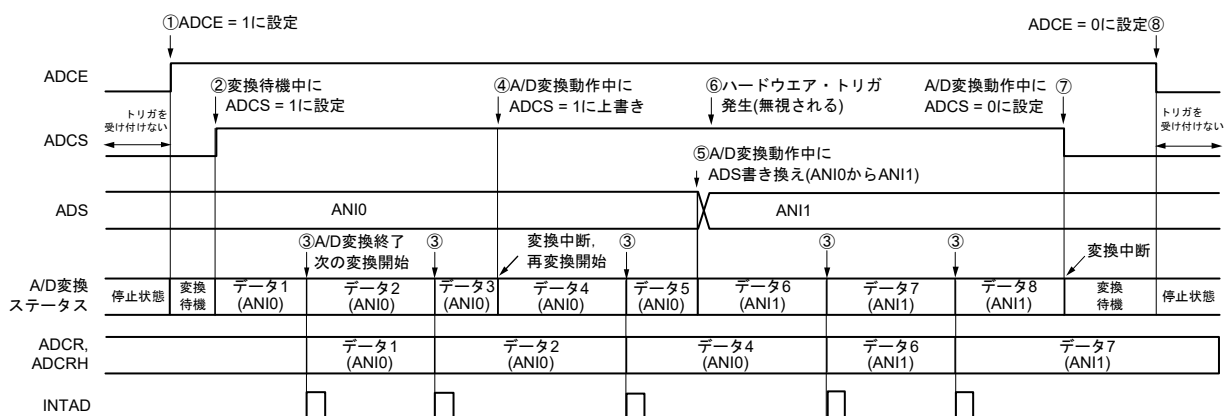 ①ADCE = 1に設定
ADCE = 0に設定⑧
ADCE
②変換待機中に
ADCS = 1に設定
④A/D変換動作中に
ADCS = 1に上書き
⑥ハードウエア・トリガ
発生(無視される)
A/D変換動作中に ⑦
ADCS = 0に設定
トリガを
受け付けない
トリガを
受け付けない
ADCS
⑤A/D変換動作中に
ADS書き換え(ANI0からANI1)
ADS
ANI0
ANI1
③A/D変換終了
次の変換開始
③
変換中断,
再変換開始
③
③
③
変換中断
A/D変換
ステータス
停止状態
変換
待機
データ1
(ANI0)
データ2
(ANI0)
データ3
(ANI0)
データ4
(ANI0)
データ5
(ANI0)
データ6
(ANI1)
データ7
(ANI1)
データ8
(ANI1)
変換
待機
停止状態
ADCR,
ADCRH
データ1
(ANI0)
データ2
(ANI0)
データ4
(ANI0)
データ6
(ANI1)
データ7
(ANI1)
INTAD